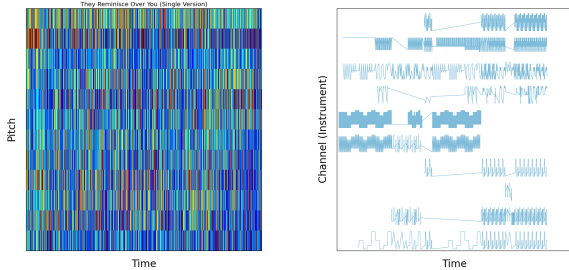 They Reminisce Over You (Single Version)
Pitch
Time
Channel (Instrument)
Time